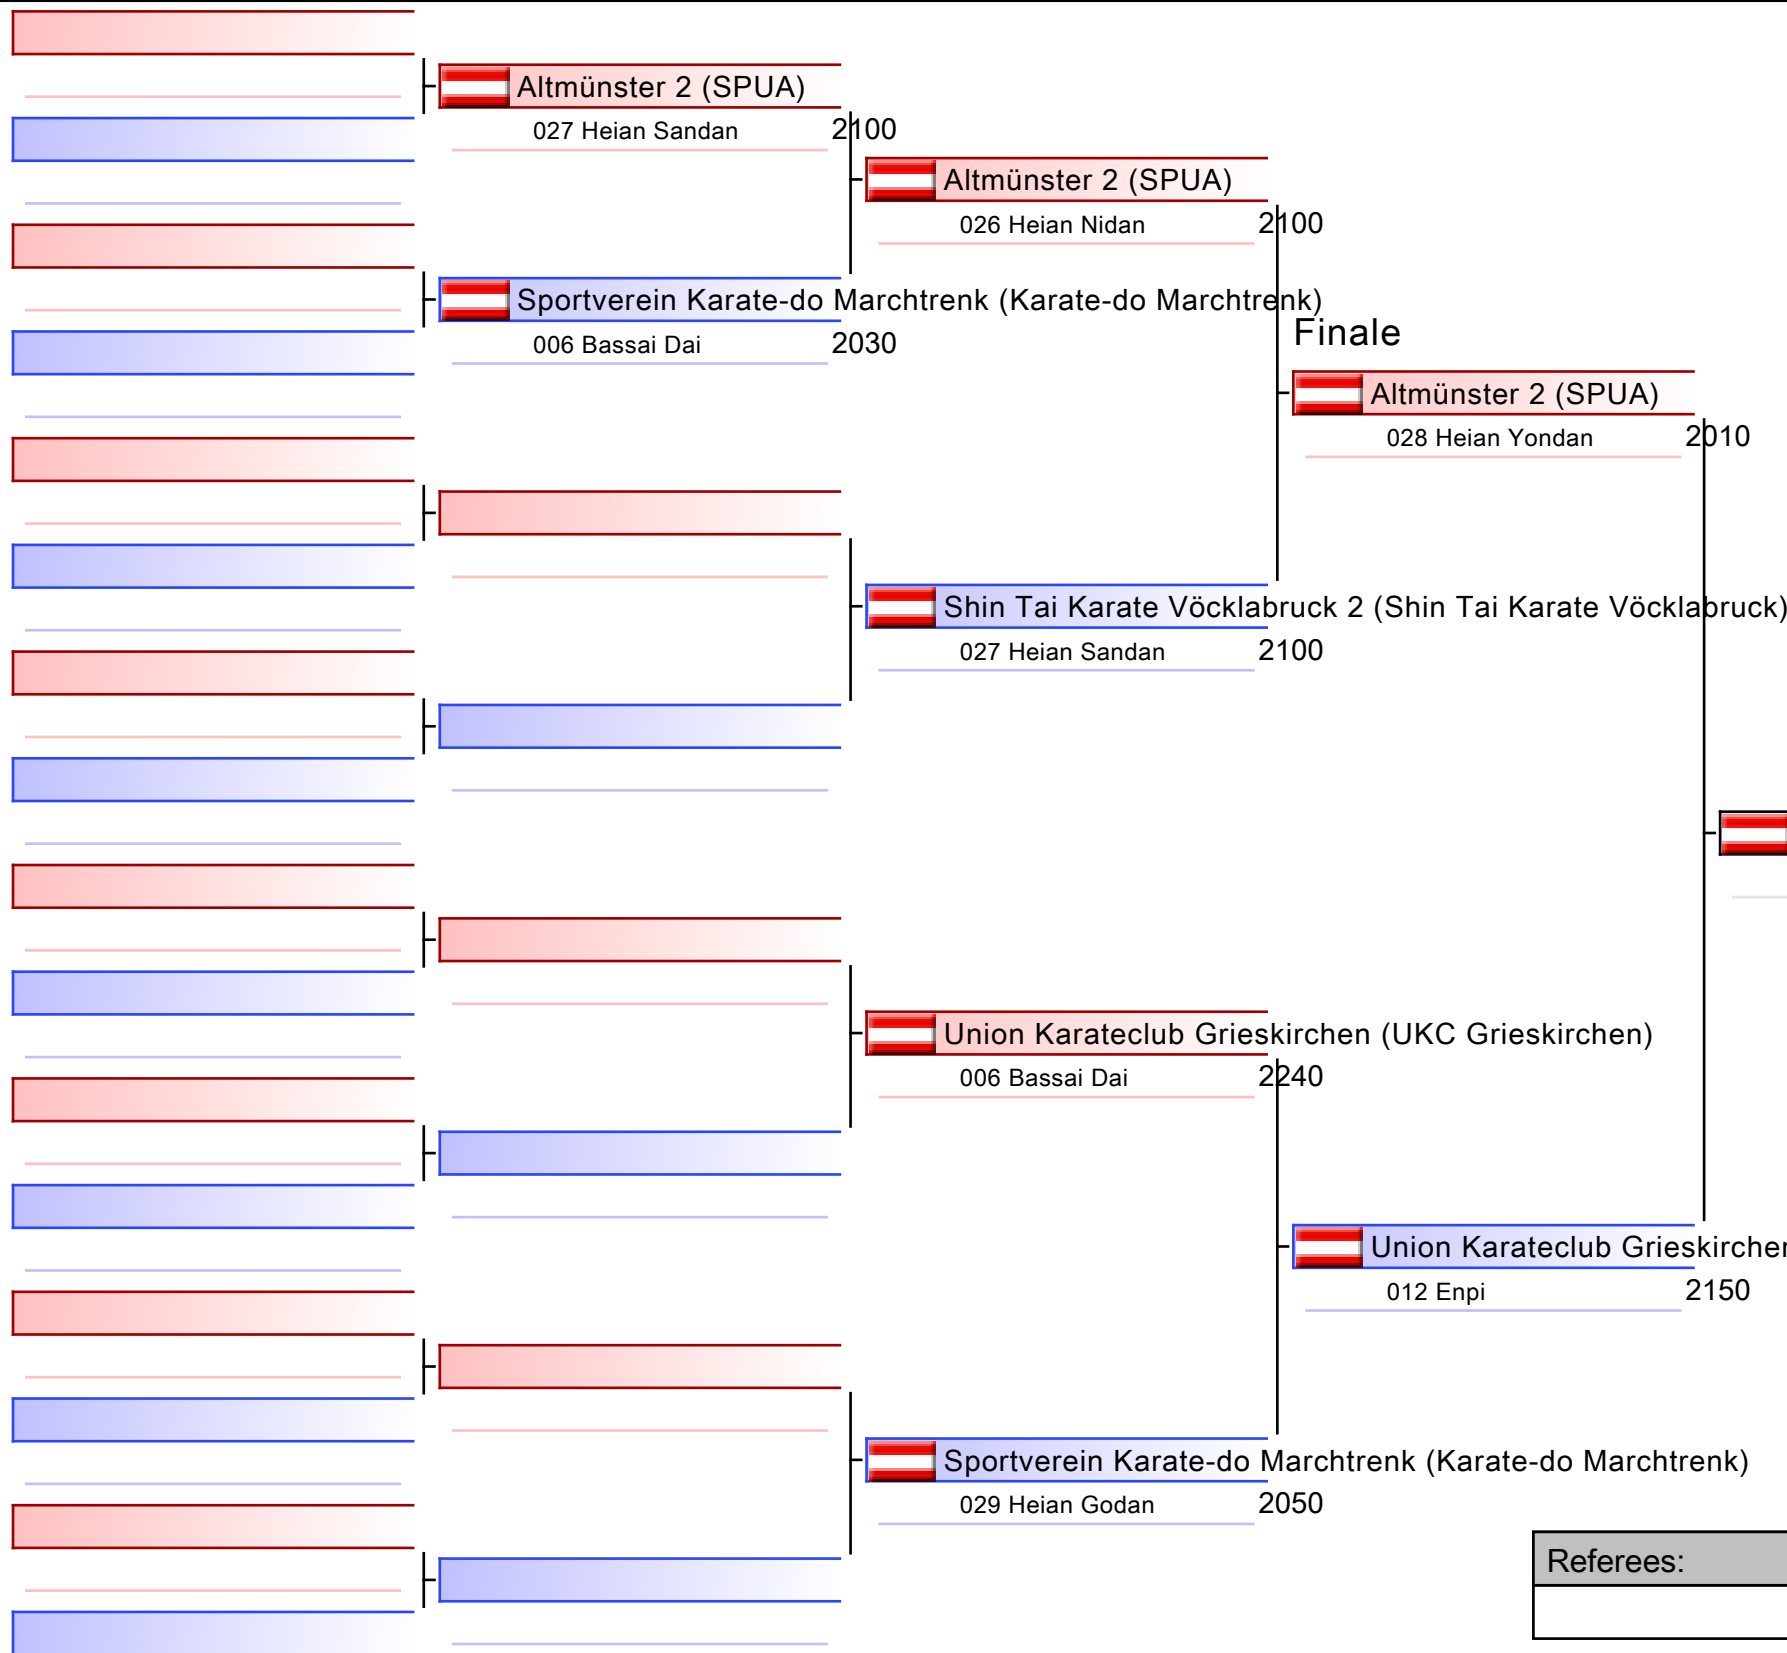 Altmünster 2 (SPUA)
027 Heian Sandan 2100
Altmünster 2 (SPUA)
026 Heian Nidan 2100
Sportverein Karate-do Marchtrenk (Karate-do Marchtrenk)
006 Bassai Dai 2030
Finale
Altmünster 2 (SPUA)
028 Heian Yondan 2010
Shin Tai Karate Vöcklabruck 2 (Shin Tai Karate Vöcklabruck)
027 Heian Sandan 2100
Union Karateclub Grieskirchen (UKC Grieskirchen)
006 Bassai Dai 2240
Union Karateclub Grieskirchen
012 Enpi 2150
Sportverein Karate-do Marchtrenk (Karate-do Marchtrenk)
029 Heian Godan 2050
Referees: